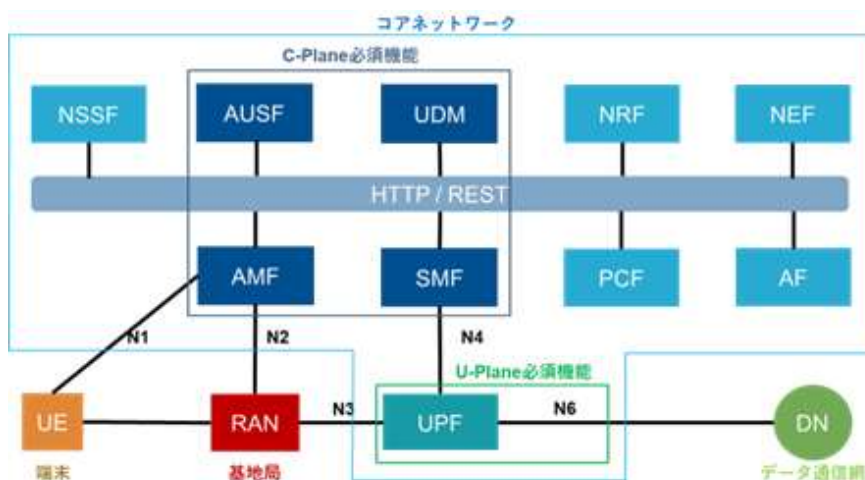 コアネットワーク
C-Plane必須機能
NSSF
AUSF
UDM
NRF
NEF
HTTP / REST
AMF
SMF
PCF
AF
N1
N2
N4
U-Plane必須機能
UE
RAN
N3
UPF
N6
DN
端末
基地局
データ通信網